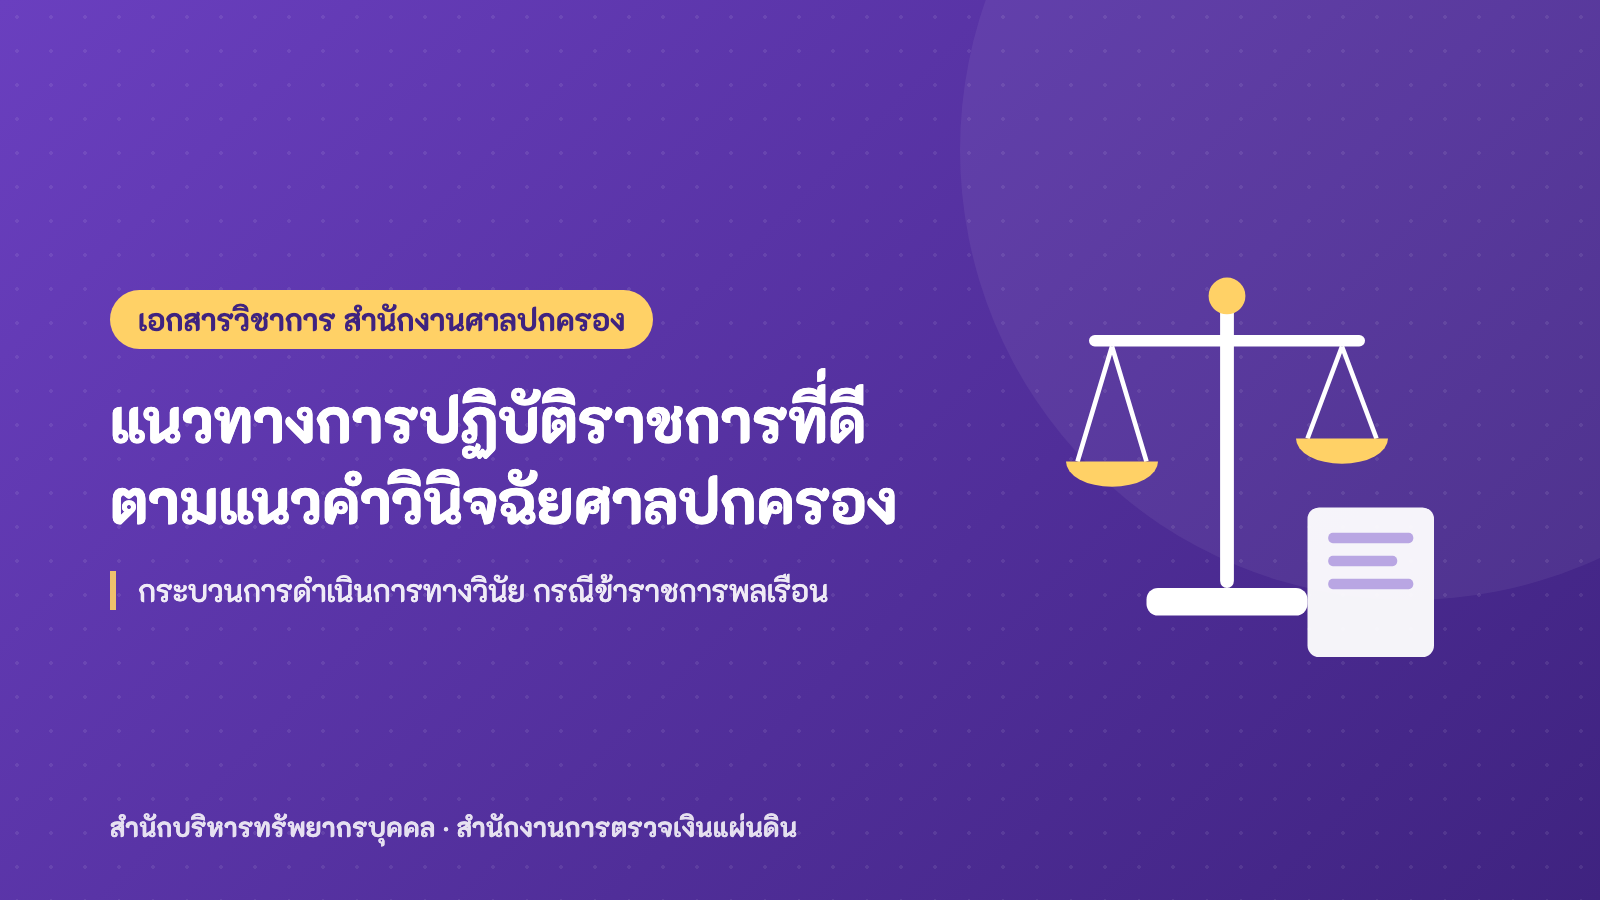 เอกสารวิชาการ สำนักงานศาลปกครอง
แนวทางการปฏิบัติราชการที่ดี
ตามแนวคำวินิจฉัยศาลปกครอง
กระบวนการดำเนินการทางวินัย กรณีข้าราชการพลเรือน
สำนักบริหารทรัพยากรบุคคล · สำนักงานการตรวจเงินแผ่นดิน